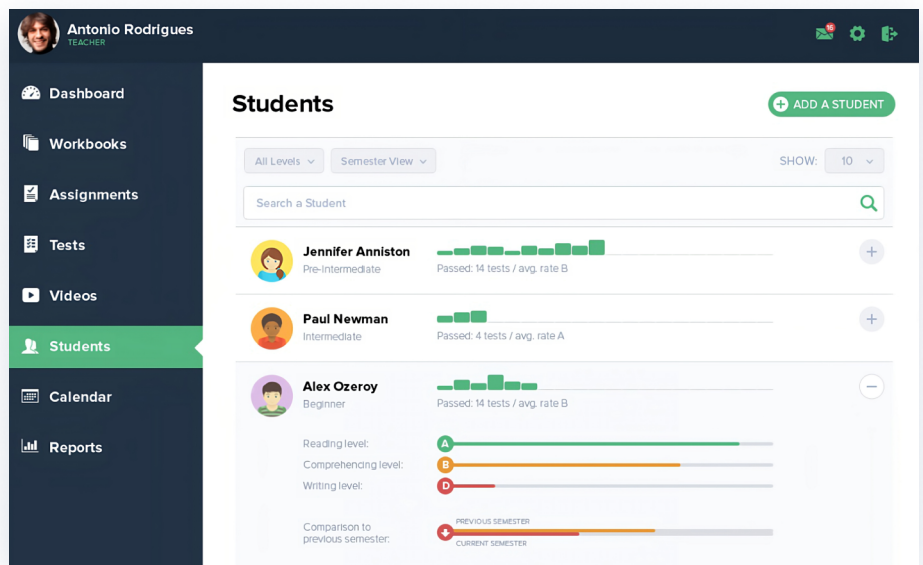 Antonio Rodrigues
TEACHER
16
Dashboard
Workbooks
Assignments
Tests
VIdeos
Students
Calendar
Reports
Students
ADD A STUDENT
All Levels
Semester View
SHOW: 10
Search a Student
Jennifer Anniston
Pre-Intermediate
Passed: 14 tests / avg. rate B
Paul Newman
Intermediate
Passed: 4 tests / avg. rate A
Alex Ozeroy
Beginner
Passed: 14 tests / avg. rate B
Reading level: A
Comprehencing level: B
Writing level: D
Comparison to
previous semester:
PREVIOUS SEMESTER
CURRENT SEMESTER